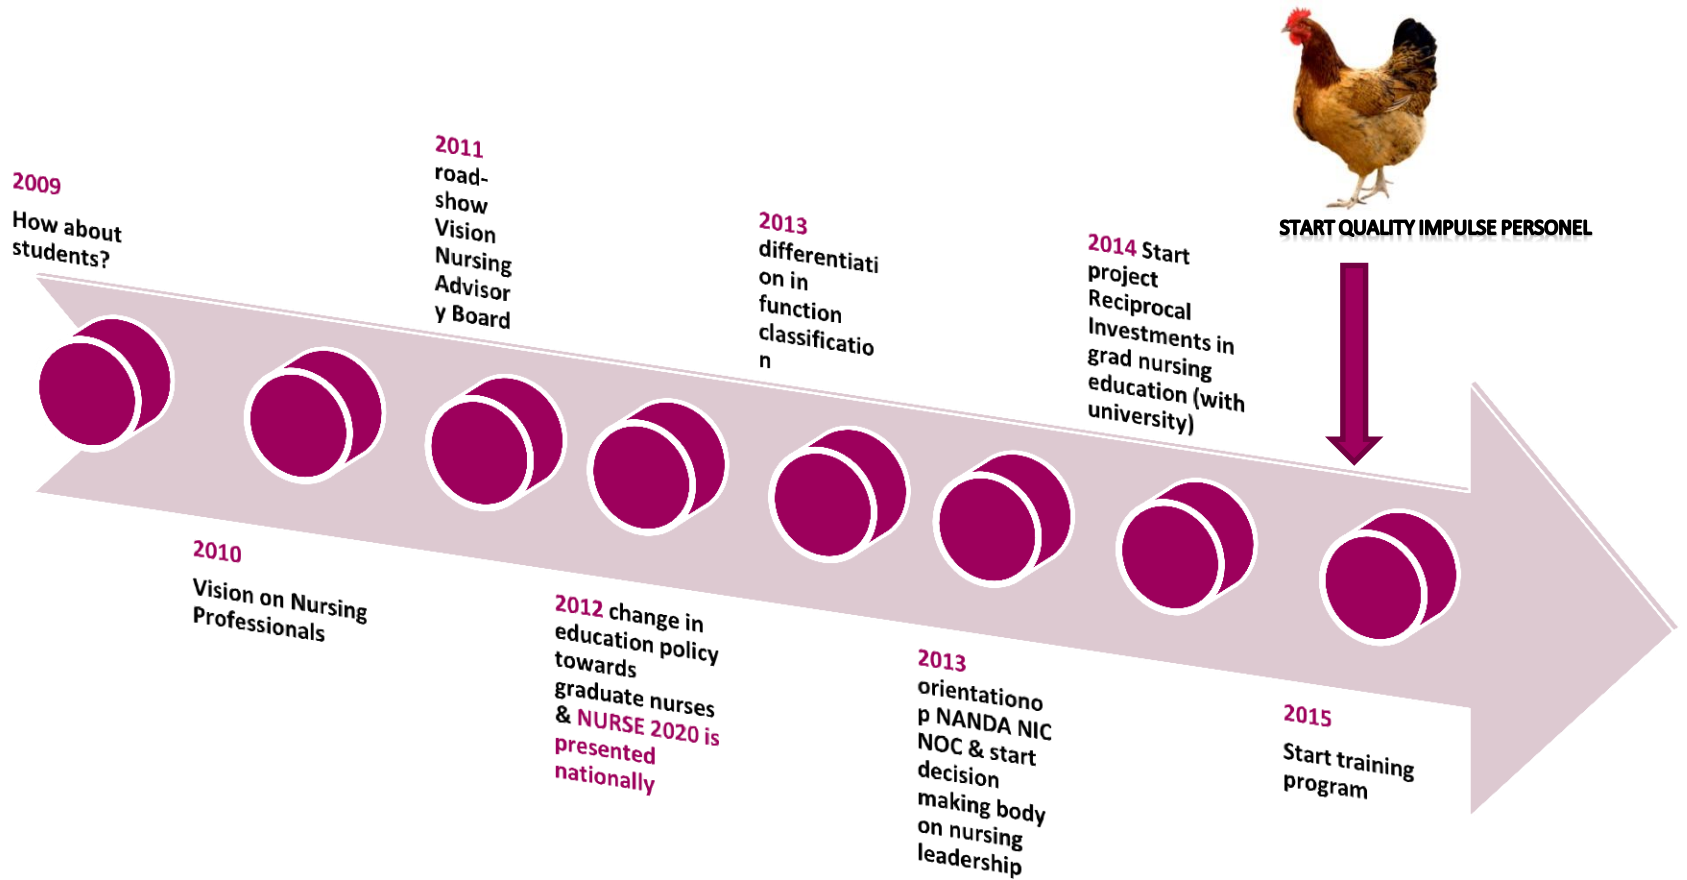 2009
How about
students?
2010
Vision on Nursing
Professionals
2011
road-
show
Vision
Nursing
Advisor
y Board
2012 change in
education policy
towards
graduate nurses
& NURSE 2020 is
presented
nationally
2013
differentiati
on in
function
classificatio
n
2013
orientationo
p NANDA NIC
NOC & start
decision
making body
on nursing
leadership
2014 Start
project
Reciprocal
Investments in
grad nursing
education (with
university)
START QUALITY IMPULSE PERSONEL
2015
Start training
program